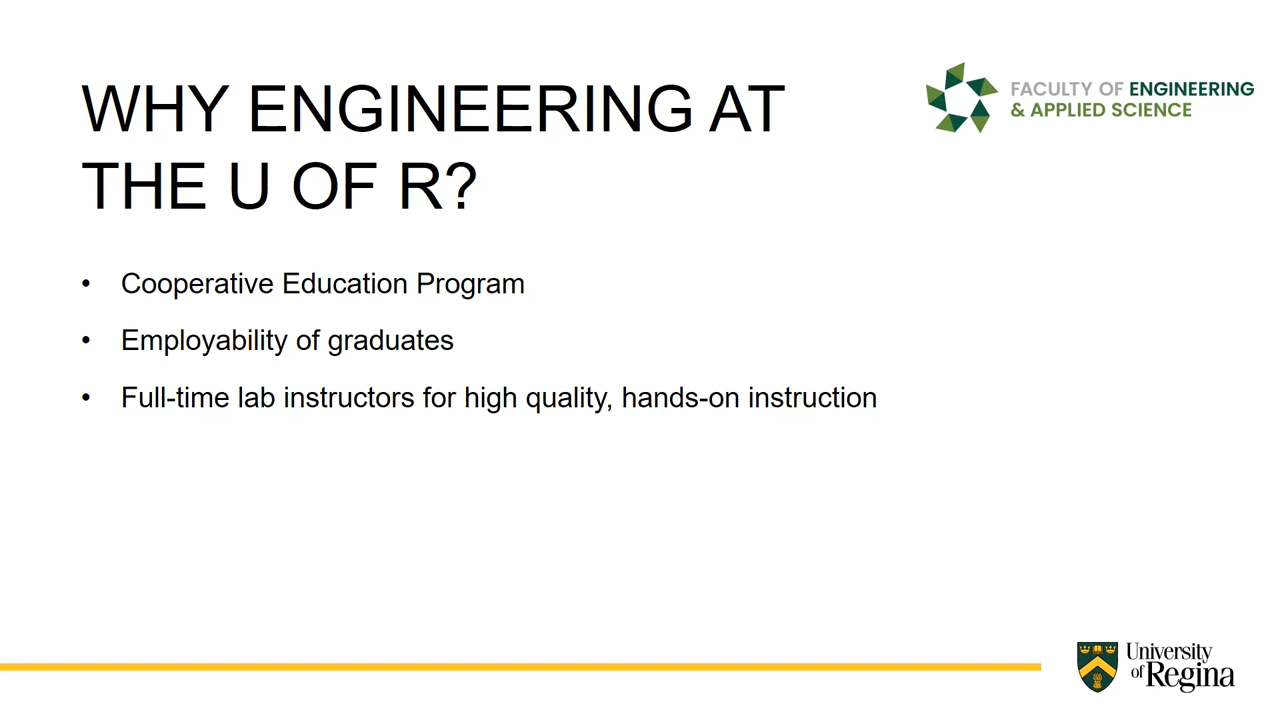 WHY ENGINEERING AT
THE U OF R?
FACULTY OF ENGINEERING
& APPLIED SCIENCE
• Cooperative Education Program
• Employability of graduates
• Full-time lab instructors for high quality, hands-on instruction
University
of Regina